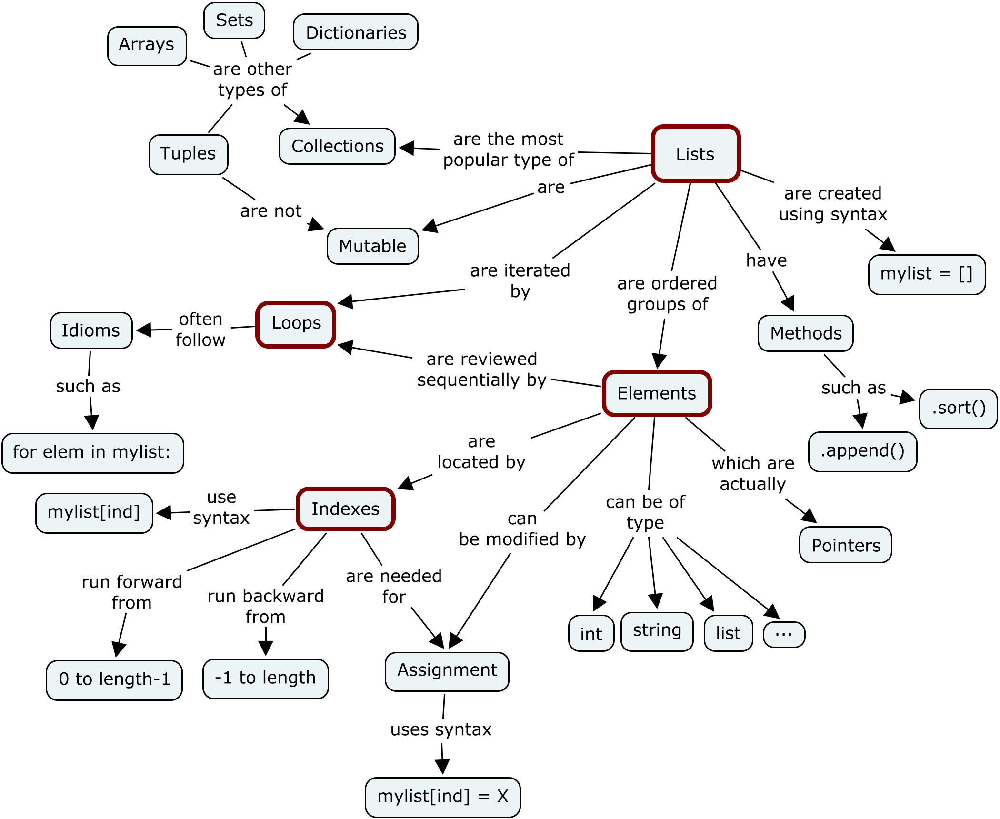 Sets
Dictionaries
Arrays
are other
types of
Tuples
Collections
are the most
popular type of
Lists
are
are not
Mutable
are created
using syntax
mylist = []
have
are iterated
by
are ordered
groups of
Methods
Loops
often
follow
Idioms
are reviewed
sequentially by
Elements
such as
such as
.sort()
.append()
for elem in mylist:
are
located by
which are
actually
Indexes
use
syntax
mylist[ind]
can
be modified by
can be of
type
Pointers
run forward
from
run backward
from
are needed
for
int
string
list
...
0 to length-1
-1 to length
Assignment
uses syntax
mylist[ind] = X